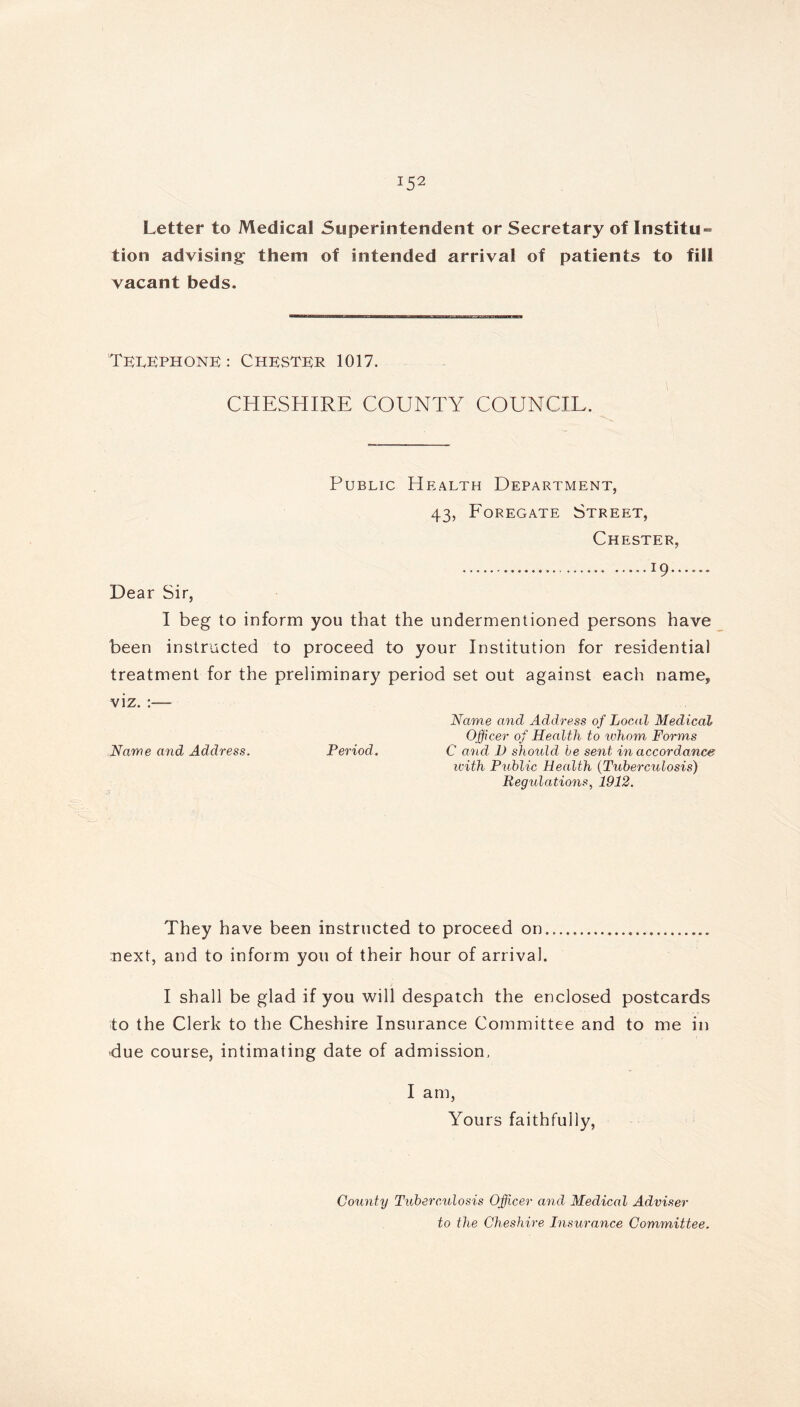 152
Letter to Medical Superintendent or Secretary of Institu-
tion advising them of intended arrival of patients to fill
vacant beds.
TELEPHONE : CHESTER 1017.
CHESHIRE COUNTY COUNCIL.
PUBLIC HEALTH DEPARTMENT,
43, FOREGATE STREET,
CHESTER,
..............................19......
Dear Sir,
I beg to inform you that the undermentioned persons have
been instructed to proceed to your Institution for residential
treatment for the preliminary period set out against each name,
viz. :—
Name and Address. Period. Name and Address of Local Medical
Officer of Health to whom Forms
C and D should be sent in accordance
with Public Health (Tuberculosis)
Regulations, 1912.
They have been instructed to proceed on...........................
next, and to inform you of their hour of arrival.
I shall be glad if you will despatch the enclosed postcards
to the Clerk to the Cheshire Insurance Committee and to me in
due course, intimating date of admission.
I am,
Yours faithfully,
County Tuberculosis Officer and Medical Adviser
to the Cheshire Insurance Committee.